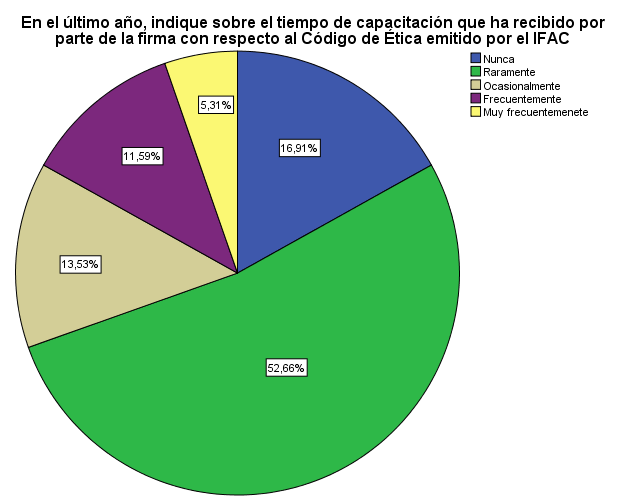 En el último año, indique sobre el tiempo de capacitación que ha recibido por
parte de la firma con respecto al Código de Ética emitido por el IFAC
Nunca
Raramente
Ocasionalmente
Frecuentemente
Muy frecuentemenete
5,31%
16,91%
11,59%
13,53%
52,66%